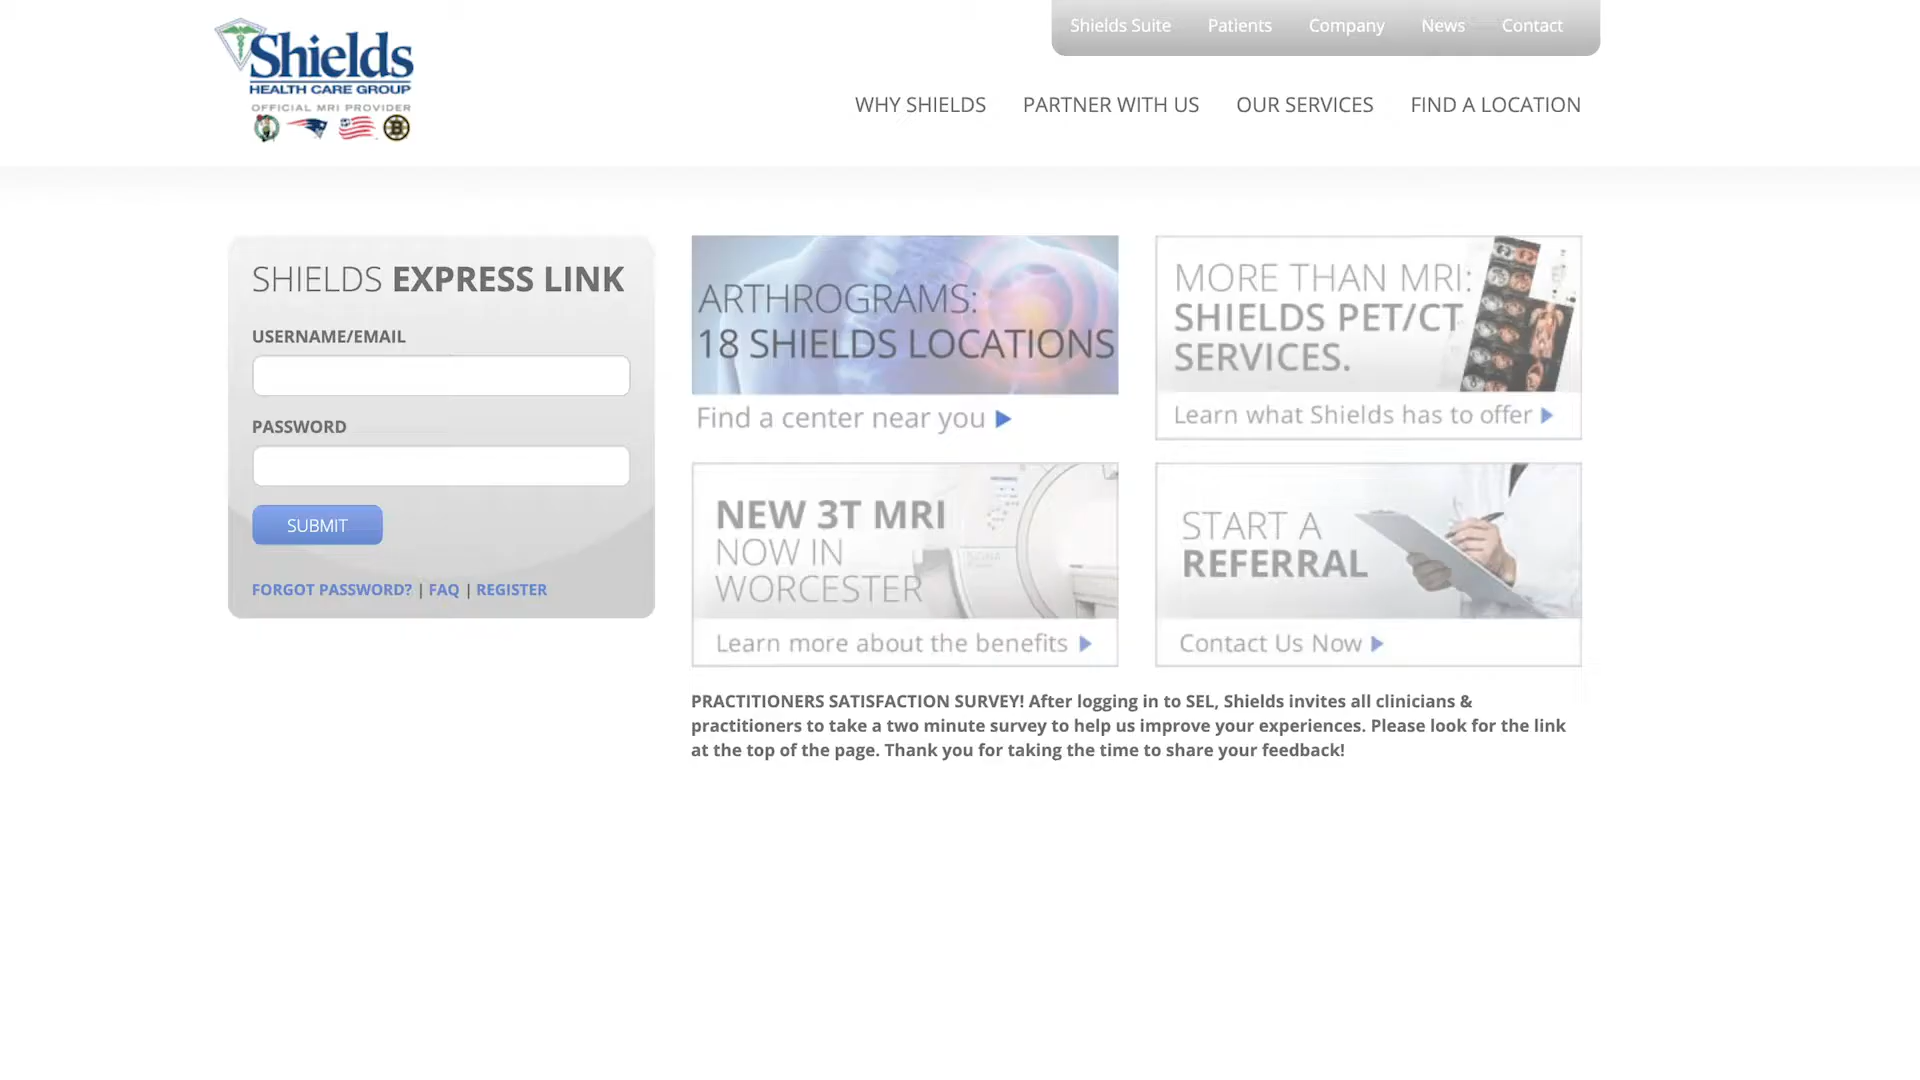 Shields
HEALTH CARE GROUP
OFFICIAL MRI PROVIDER
Shields Suite Patients Company News Contact
WHY SHIELDS PARTNER WITH US OUR SERVICES FIND A LOCATION
SHIELDS EXPRESS LINK
USERNAME/EMAIL
PASSWORD
SUBMIT
FORGOT PASSWORD? | FAQ | REGISTER
ARTHROGRAMS:
18 SHIELDS LOCATIONS
Find a center near you
MORE THAN MRI:
SHIELDS PET/CT
SERVICES.
Learn what Shields has to offer
NEW 3T MRI
NOW IN
WORCESTER
Learn more about the benefits
START A
REFERRAL
Contact Us Now
PRACTITIONERS SATISFACTION SURVEY! After logging in to SEL, Shields invites all clinicians &
practitioners to take a two minute survey to help us improve your experiences. Please look for the link
at the top of the page. Thank you for taking the time to share your feedback!